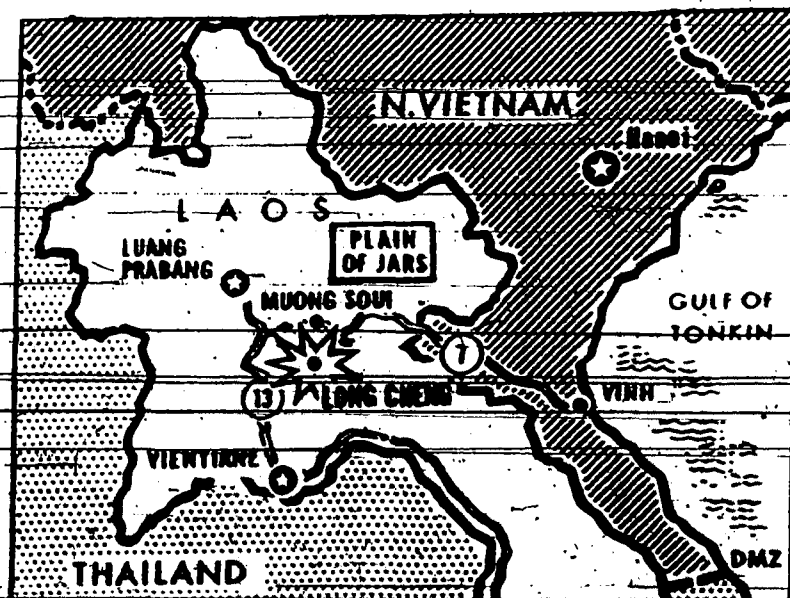 N. VIETNAM
Hanoi
LAOS
PLAIN
OF JARS
LUANG
PRABANG
MUONG SOUI
GULF OF
TONKIN
7
13
LONG CHENG
VINH
VIENTIANE
THAILAND
DMZ